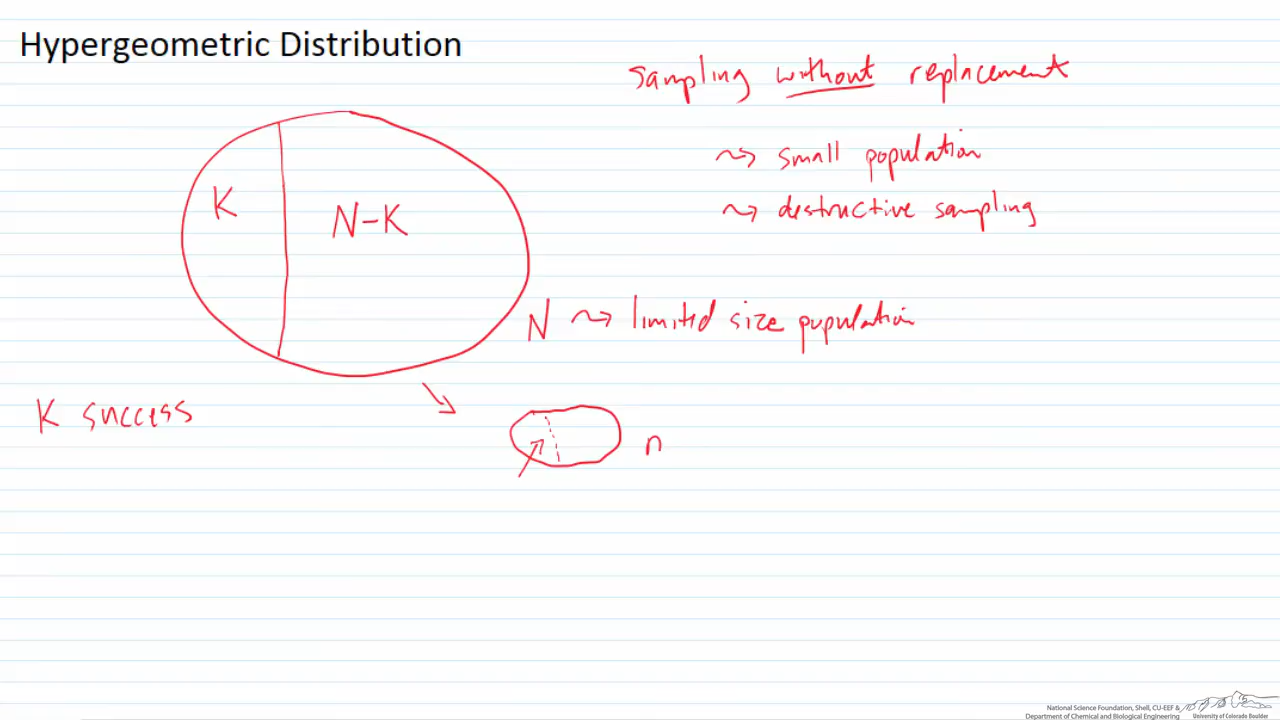 Hypergeometric Distribution
sampling without replacement
small population
destructive sampling
K
N-K
N ~> limited size population
K success
n
National Science Foundation, Shell, CU-EEF &
Department of Chemical and Biological Engineering
University of Colorado Boulder